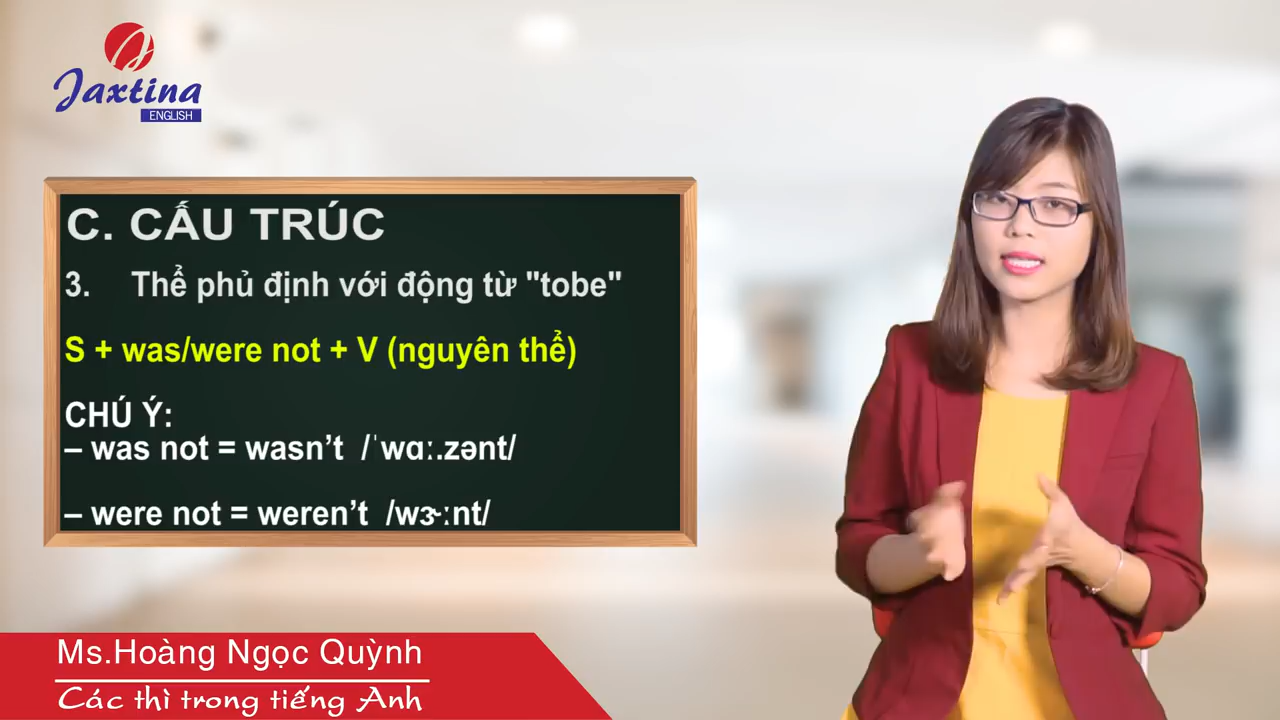 Jaxtina
ENGLISH
C. CẤU TRÚC
3. Thể phủ định với động từ "tobe"
S + was/were not + V (nguyên thể)
CHÚ Ý:
– was not = wasn’t /ˈwɑː.zənt/
– were not = weren’t /wɝːnt/
Ms.Hoàng Ngọc Quỳnh
Các thì trong tiếng Anh